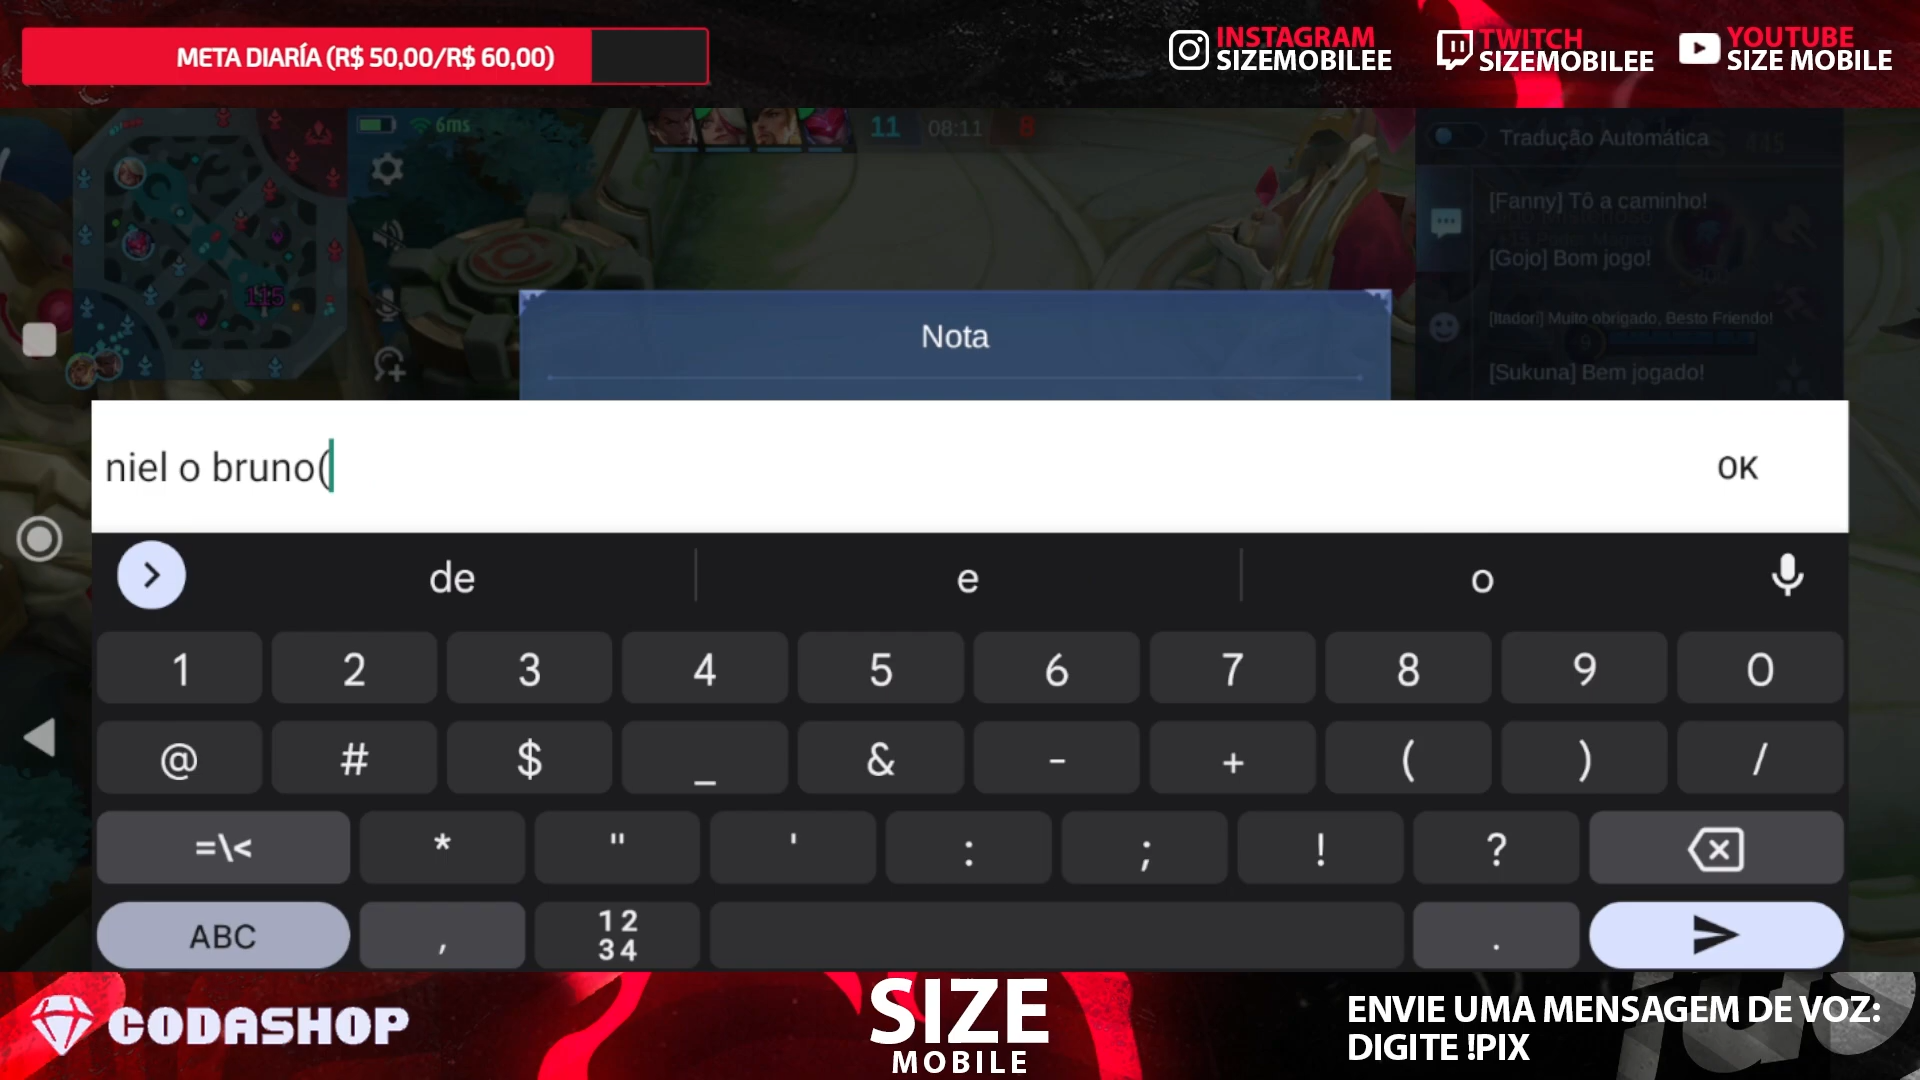 META DIARÍA (R$ 50,00/R$ 60,00)
INSTAGRAM
SIZEMOBILEE
TWITCH
SIZEMOBILEE
YOUTUBE
SIZE MOBILE
6ms
11 08:11 8
Tradução Automática
[Fanny] Tô a caminho!
[Gojo] Bom jogo!
[Itadori] Muito obrigado, Besto Friendo!
[Sukuna] Bem jogado!
115
Nota
niel o bruno(
OK
de e o
1 2 3 4 5 6 7 8 9 0
@ # $ _ & - + ( ) /
=\< * " ' : ; ! ?
ABC , 12 .
34
CODASHOP
SIZE
MOBILE
ENVIE UMA MENSAGEM DE VOZ:
DIGITE !PIX